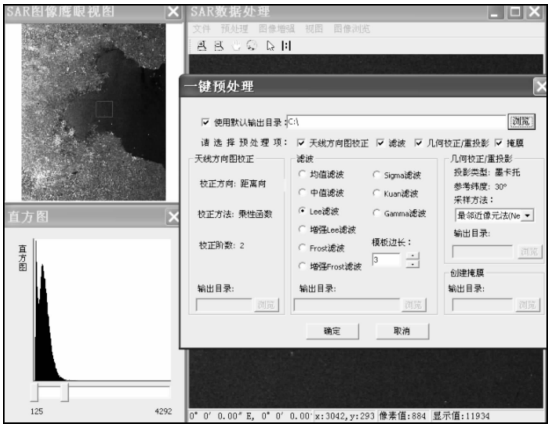 SAR图像鹰眼视图
SAR数据处理
文件 预处理 图像增强 视图 图像浏览
一键预处理
使用默认输出目录:C:\ 浏览
请选择预处理项: 天线方向图校正 滤波 几何校正/重投影 掩膜
天线方向图校正
校正方向: 距离向
校正方法: 乘性函数
校正阶数: 2
输出目录:
浏览
滤波
均值滤波 Sigma滤波
中值滤波 Kuan滤波
Lee滤波 Gamma滤波
增强Lee滤波
Frost滤波
增强Frost滤波
模板边长:
3
输出目录:
浏览
几何校正/重投影
投影类型: 墨卡托
参考纬度: 30°
采样方法:
最邻近像元法(Ne
输出目录:
浏览
创建掩膜
输出目录:
浏览
确定 取消
直方图
直方图
125 4292
0° 0' 0.00" E, 0° 0' 0.00 x:3042,y:293 像素值:884 显示值:11934